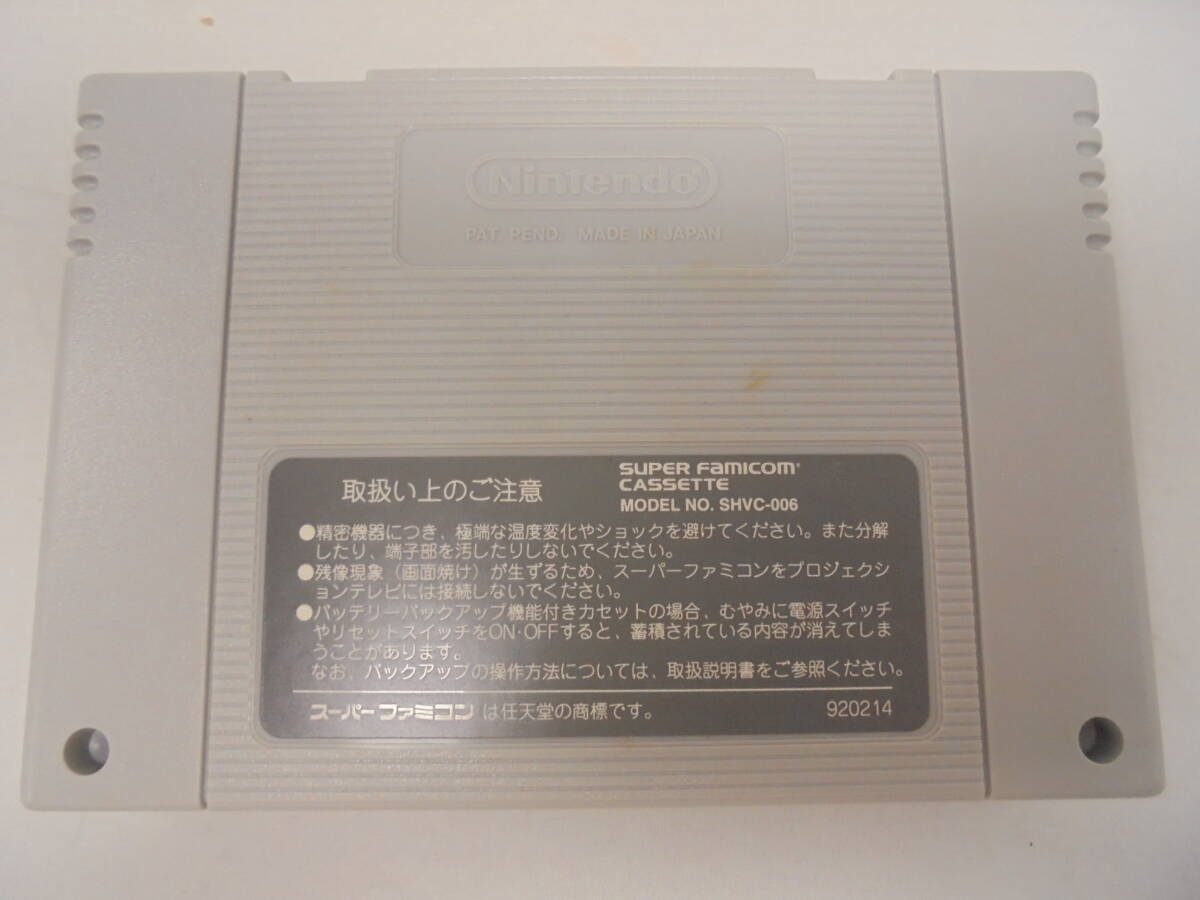 Nintendo
PAT. PEND. MADE IN JAPAN
取扱い上のご注意
SUPER FAMICOM
CASSETTE
MODEL NO. SHVC-006
●精密機器につき、極端な温度変化やショックを避けてください。また分解
したり、端子部を汚したりしないでください。
●残像現象（画面焼け）が生ずるため、スーパーファミコンをプロジェクシ
ョンテレビには接続しないでください。
●バッテリーバックアップ機能付きカセットの場合、むやみに電源スイッチ
やリセットスイッチをON・OFFすると、蓄積されている内容が消えてしま
うことがあります。
なお、バックアップの操作方法については、取扱説明書をご参照ください。
スーパーファミコンは任天堂の商標です。 920214